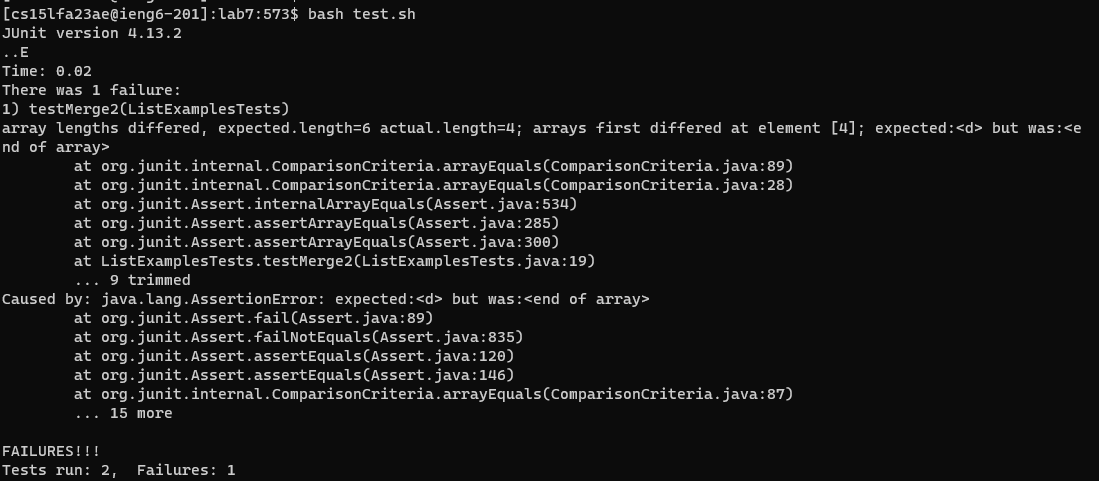 [cs15lfa23ae@ieng6-201]:lab7:573$ bash test.sh
JUnit version 4.13.2
..E
Time: 0.02
There was 1 failure:
1) testMerge2(ListExamplesTests)
array lengths differed, expected.length=6 actual.length=4; arrays first differed at element [4]; expected:<d> but was:<e
nd of array>
        at org.junit.internal.ComparisonCriteria.arrayEquals(ComparisonCriteria.java:89)
        at org.junit.internal.ComparisonCriteria.arrayEquals(ComparisonCriteria.java:28)
        at org.junit.Assert.internalArrayEquals(Assert.java:534)
        at org.junit.Assert.assertArrayEquals(Assert.java:285)
        at org.junit.Assert.assertArrayEquals(Assert.java:300)
        at ListExamplesTests.testMerge2(ListExamplesTests.java:19)
        ... 9 trimmed
Caused by: java.lang.AssertionError: expected:<d> but was:<end of array>
        at org.junit.Assert.fail(Assert.java:89)
        at org.junit.Assert.failNotEquals(Assert.java:835)
        at org.junit.Assert.assertEquals(Assert.java:120)
        at org.junit.Assert.assertEquals(Assert.java:146)
        at org.junit.internal.ComparisonCriteria.arrayEquals(ComparisonCriteria.java:87)
        ... 15 more

FAILURES!!!
Tests run: 2,  Failures: 1